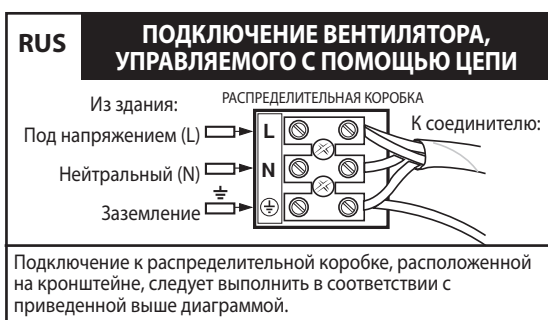 RUS
ПОДКЛЮЧЕНИЕ ВЕНТИЛЯТОРА,
УПРАВЛЯЕМОГО С ПОМОЩЬЮ ЦЕПИ
РАСПРЕДЕЛИТЕЛЬНАЯ КОРОБКА
Из здания:
К соединителю:
Под напряжением (L)
L
Нейтральный (N)
N
Заземление
Подключение к распределительной коробке, расположенной
на кронштейне, следует выполнить в соответствии с
приведенной выше диаграммой.